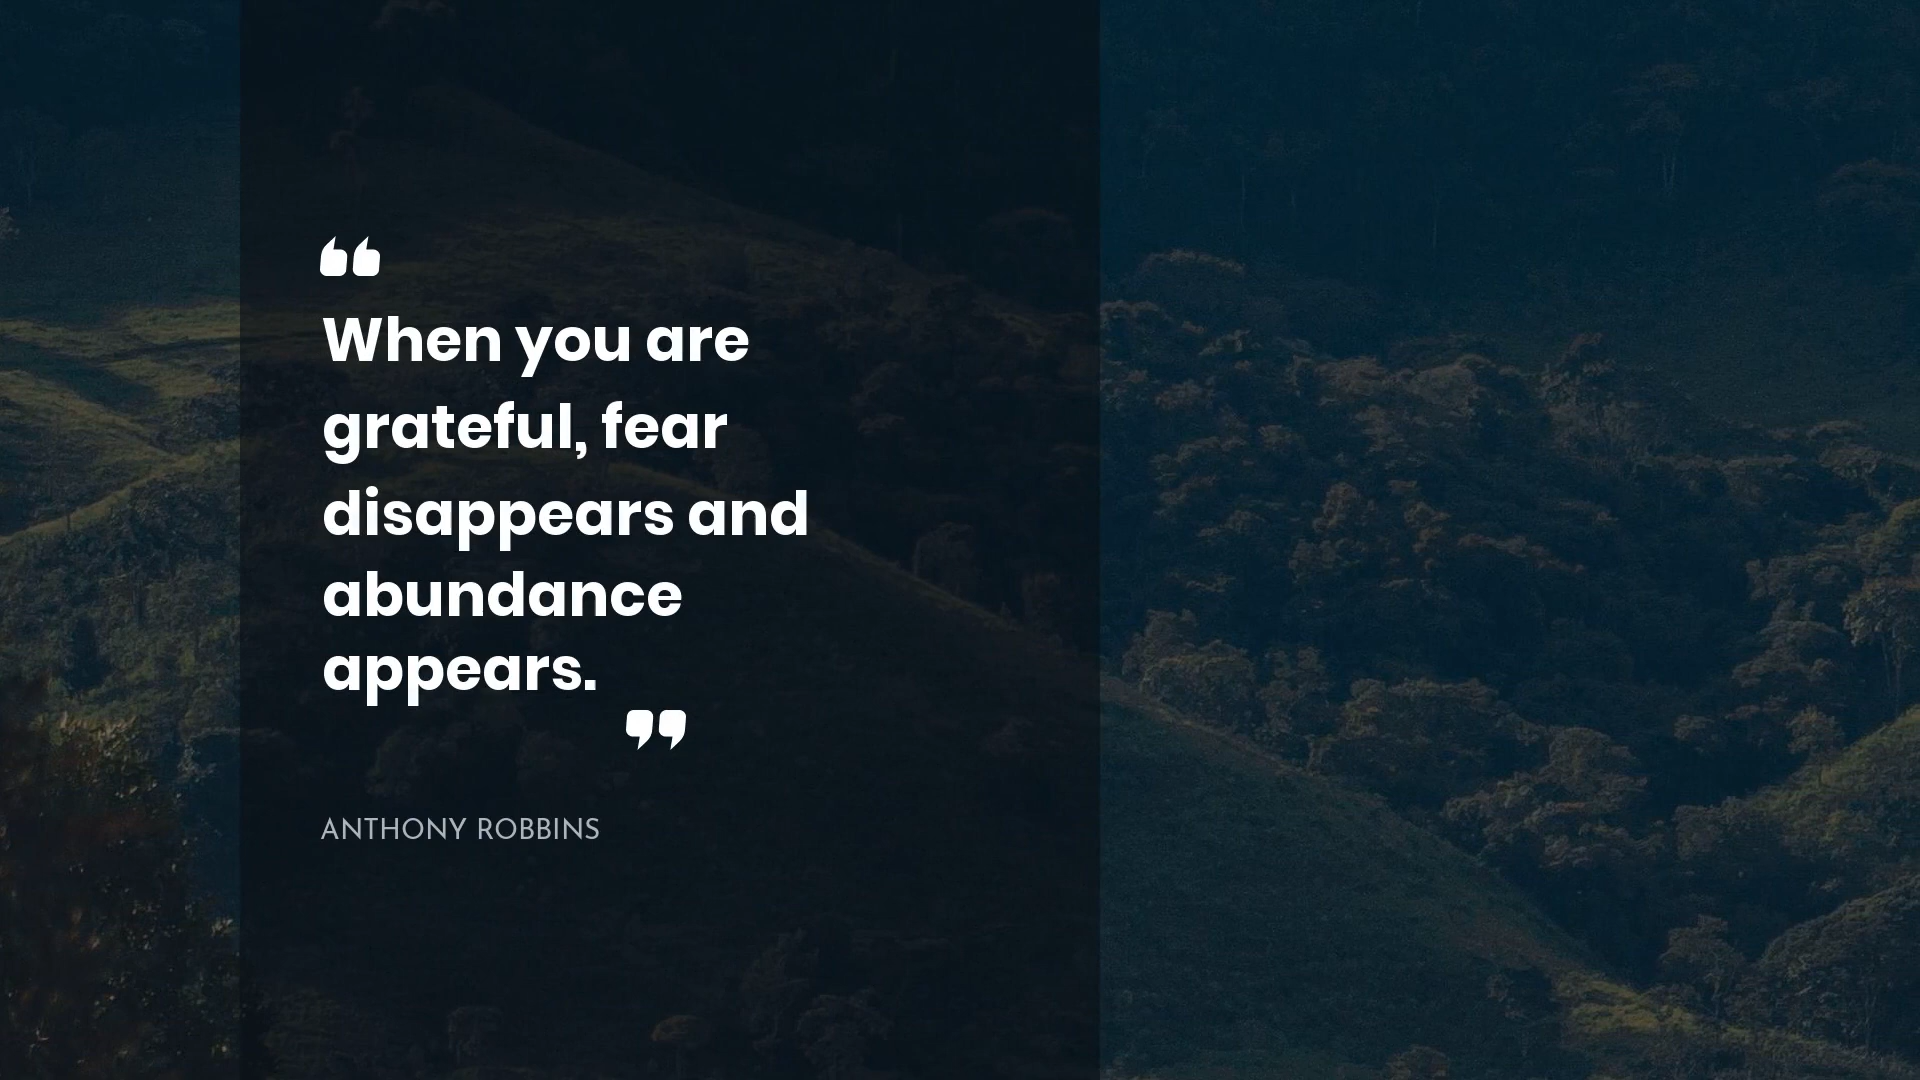 “
When you are
grateful, fear
disappears and
abundance
appears.
”
ANTHONY ROBBINS